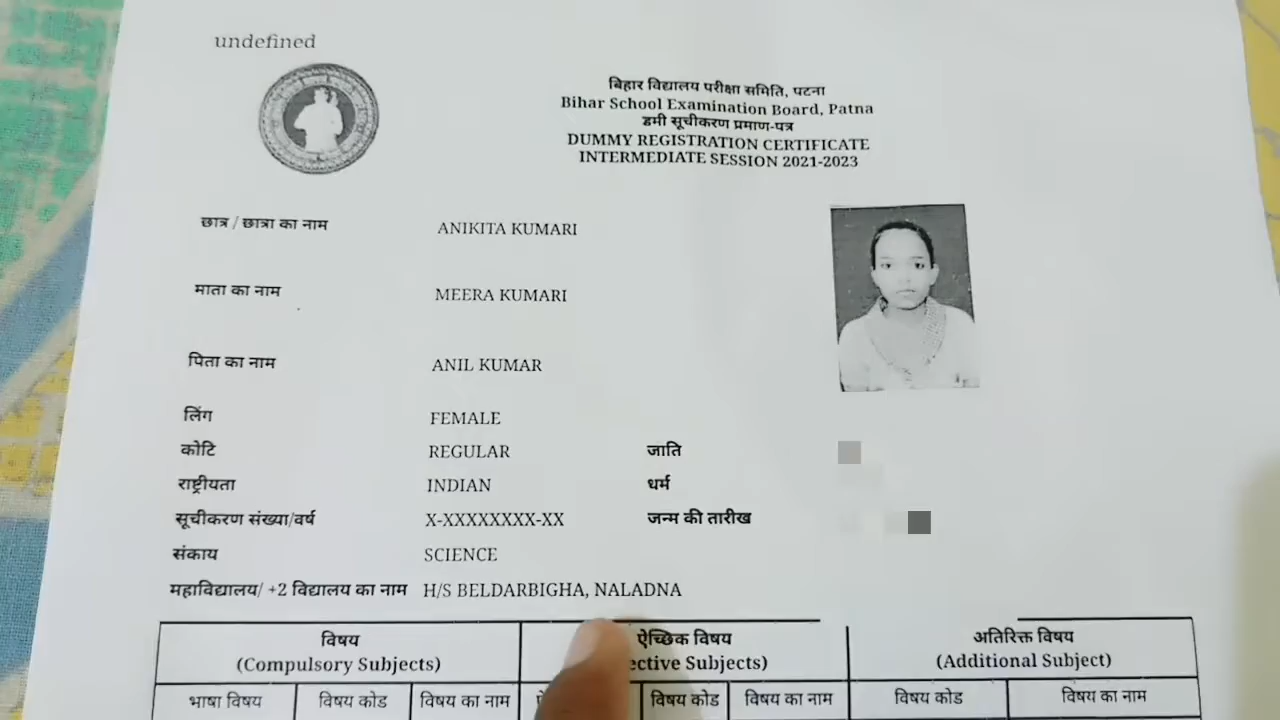 undefined
बिहार विद्यालय परीक्षा समिति, पटना
Bihar School Examination Board, Patna
डमी सूचीकरण प्रमाण-पत्र
DUMMY REGISTRATION CERTIFICATE
INTERMEDIATE SESSION 2021-2023
छात्र / छात्रा का नाम ANIKITA KUMARI
माता का नाम MEERA KUMARI
पिता का नाम ANIL KUMAR
लिंग FEMALE
कोटि REGULAR जाति
राष्ट्रीयता INDIAN धर्म
सूचीकरण संख्या/वर्ष X-XXXXXXXX-XX जन्म की तारीख
संकाय SCIENCE
महाविद्यालय/ +2 विद्यालय का नाम H/S BELDARBIGHA, NALADNA
विषय ऐच्छिक विषय अतिरिक्त विषय
(Compulsory Subjects) Subjects) (Additional Subject)
भाषा विषय विषय कोड विषय का नाम विषय कोड विषय का नाम विषय कोड विषय का नाम